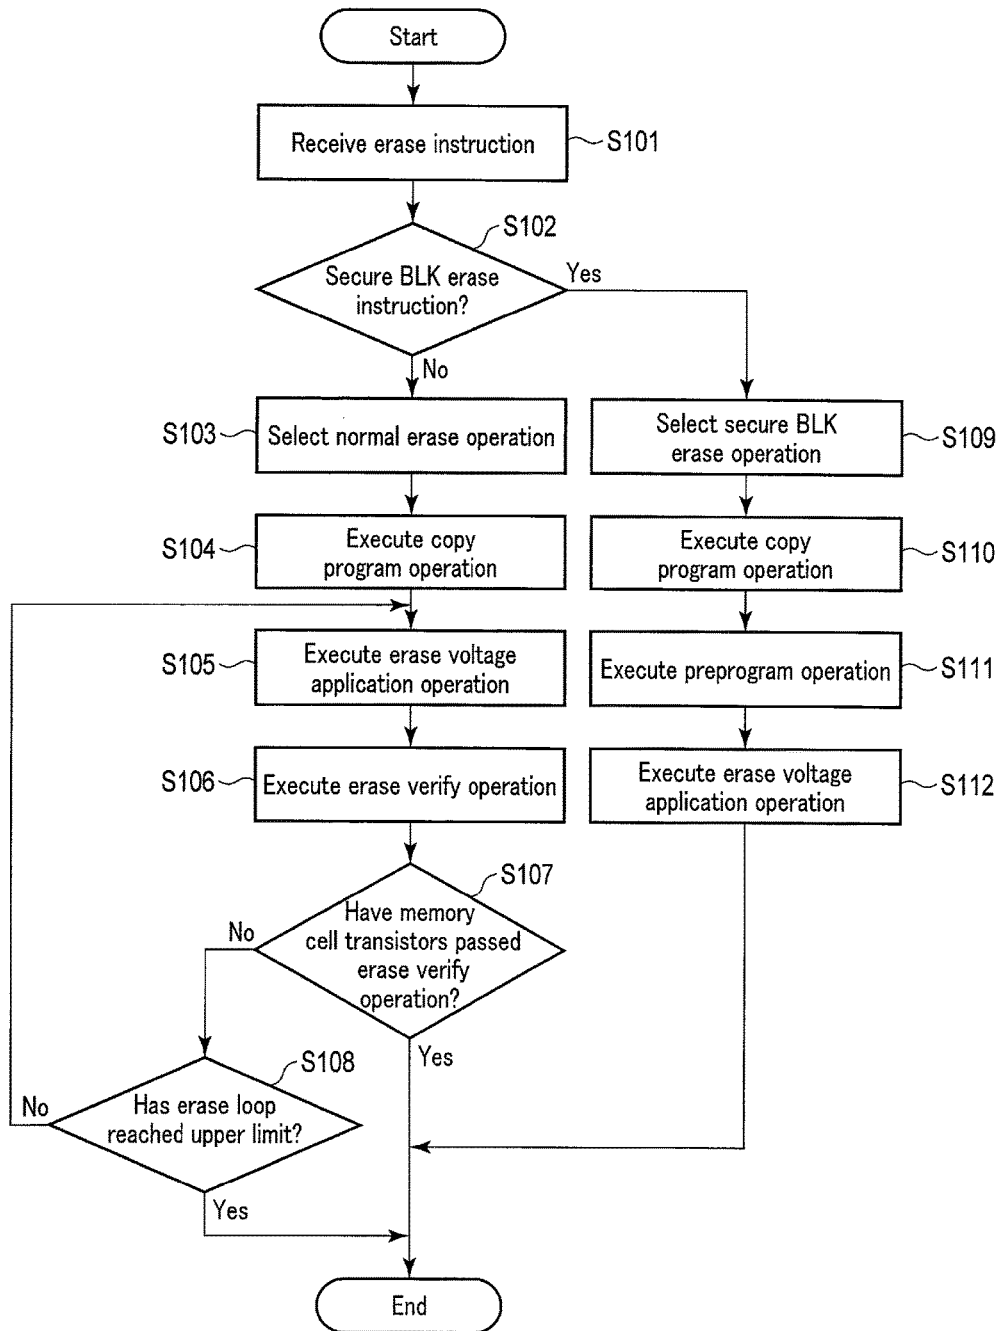 Start
Receive erase instruction
S101
S102
Secure BLK erase
instruction?
Yes
No
S103
Select normal erase operation
Select secure BLK
erase operation
S109
S104
Execute copy
program operation
Execute copy
program operation
S110
S105
Execute erase voltage
application operation
Execute preprogram operation
S111
S106
Execute erase verify operation
Execute erase voltage
application operation
S112
S107
Have memory
cell transistors passed
erase verify
operation?
No
Yes
S108
Has erase loop
reached upper limit?
No
Yes
End